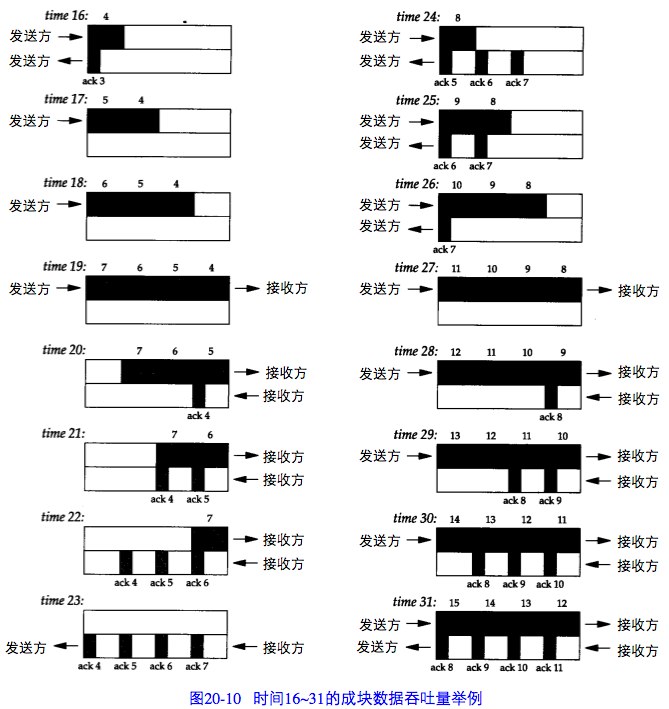 time 16: 4
发送方
发送方
ack 3
time 17: 5 4
发送方
time 18: 6 5 4
发送方
time 19: 7 6 5 4
发送方 接收方
time 20: 7 6 5
接收方
接收方
ack 4
time 21: 7 6
接收方
接收方
ack 4 ack 5
time 22: 7
接收方
接收方
ack 4 ack 5 ack 6
time 23:
发送方 接收方
ack 4 ack 5 ack 6 ack 7
time 24: 8
发送方
发送方
ack 5 ack 6 ack 7
time 25: 9 8
发送方
发送方
ack 6 ack 7
time 26: 10 9 8
发送方
发送方
ack 7
time 27: 11 10 9 8
发送方 接收方
time 28: 12 11 10 9
发送方 接收方
接收方
ack 8
time 29: 13 12 11 10
发送方 接收方
接收方
ack 8 ack 9
time 30: 14 13 12 11
发送方 接收方
接收方
ack 8 ack 9 ack 10
time 31: 15 14 13 12
发送方 接收方
发送方 接收方
ack 8 ack 9 ack 10 ack 11
图20-10 时间16~31的成块数据吞吐量举例